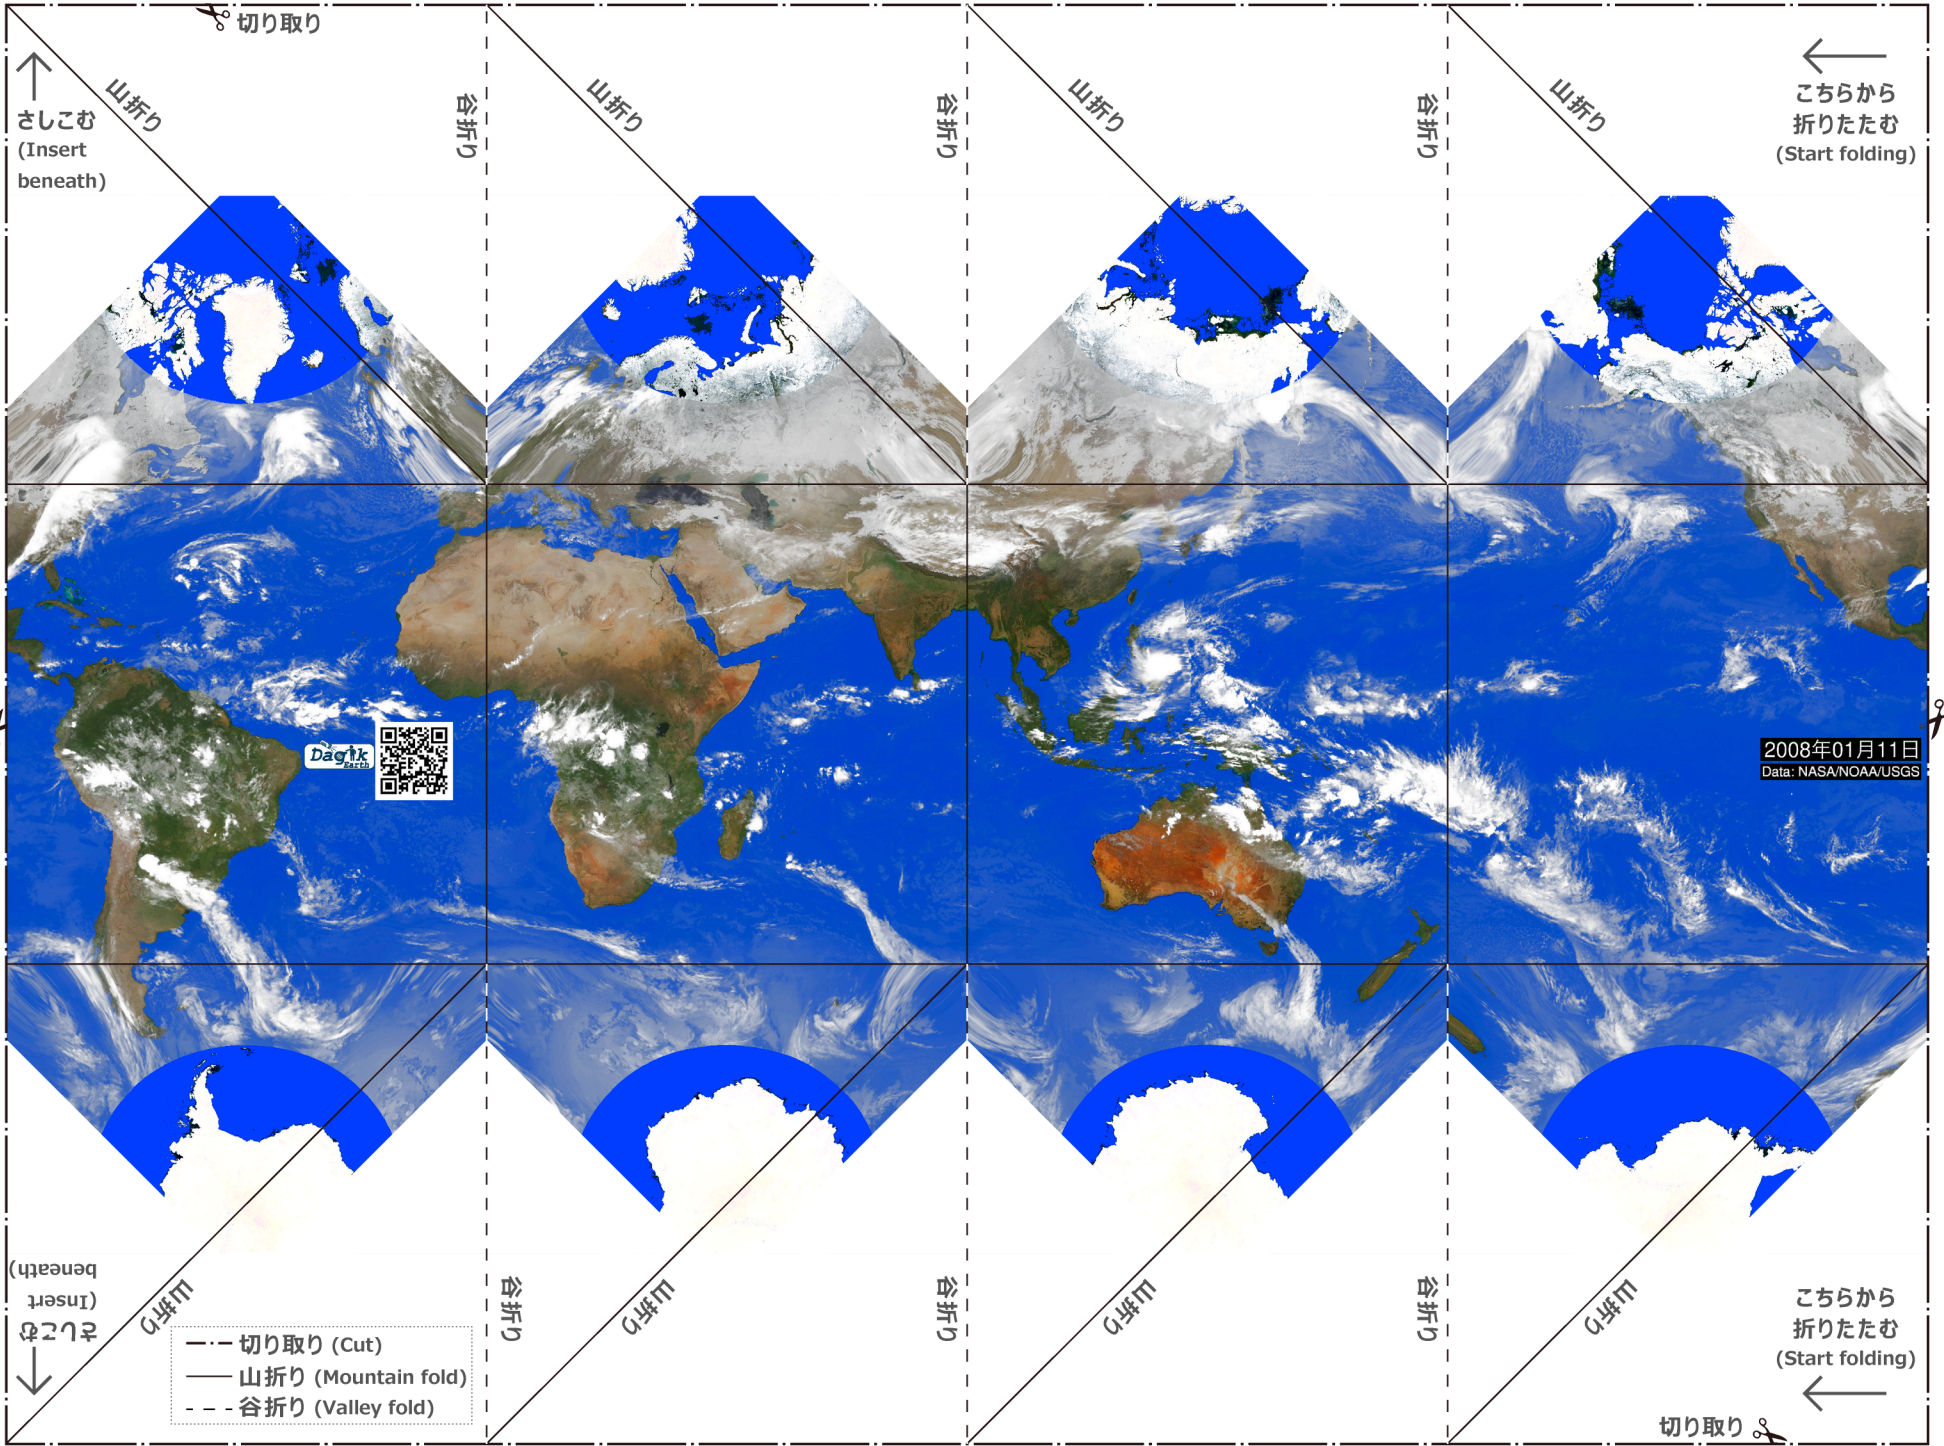 切り取り
山折り
谷折り
山折り
谷折り
山折り
谷折り
山折り
さしこむ
(Insert
beneath)
こちらから
折りたたむ
(Start folding)
Dagik
Earth
2008年01月11日
Data: NASA/NOAA/USGS
さしこむ
(Insert
beneath)
山折り
谷折り
山折り
谷折り
山折り
谷折り
山折り
こちらから
折りたたむ
(Start folding)
切り取り (Cut)
山折り (Mountain fold)
谷折り (Valley fold)
切り取り